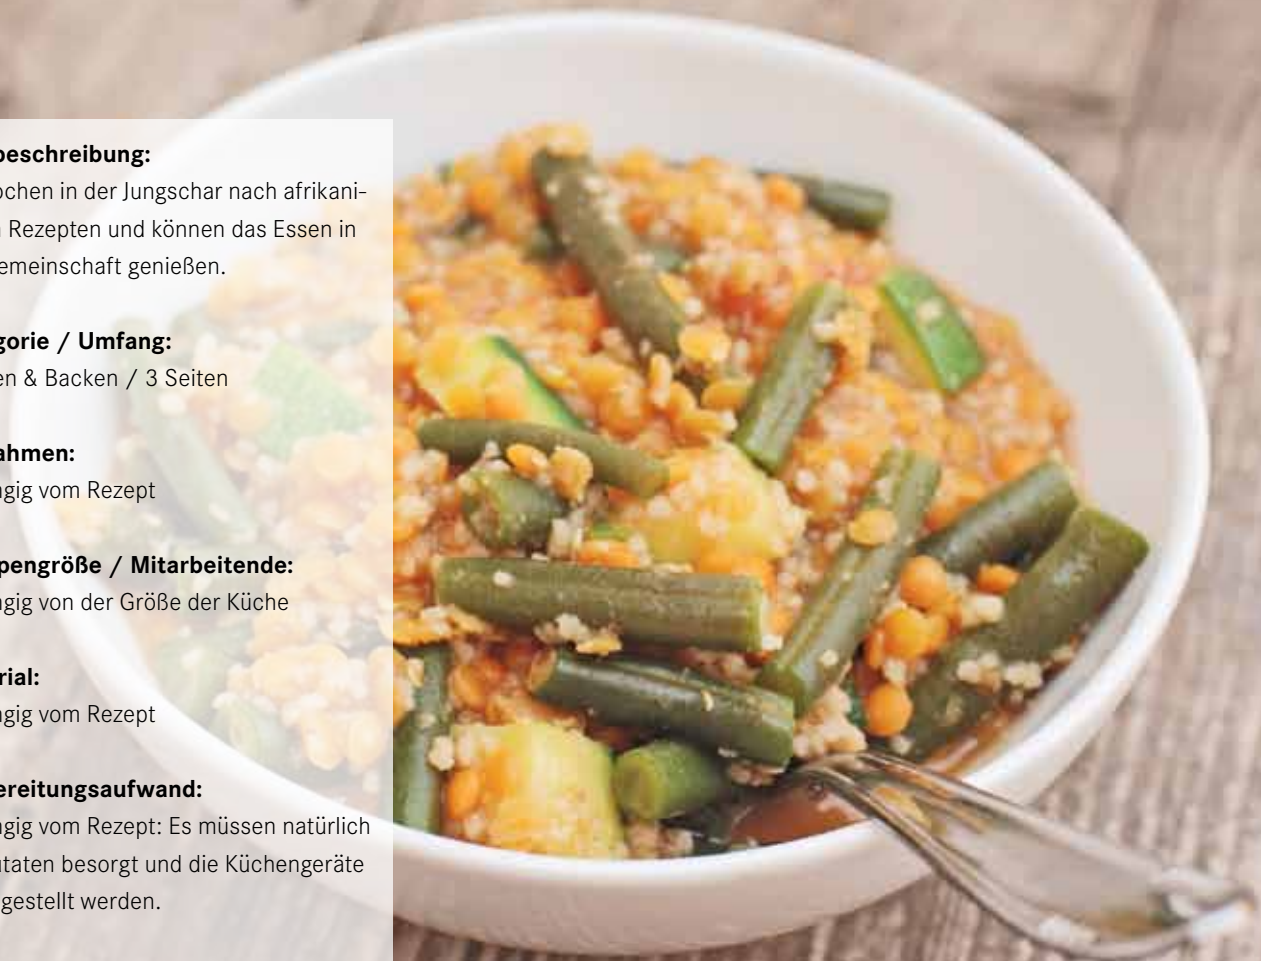 beschreibung:
ochen in der Jungschar nach afrikani-
n Rezepten und können das Essen in
emeinschaft genießen.
gorie / Umfang:
en & Backen / 3 Seiten
ahmen:
ngig vom Rezept
pengröße / Mitarbeitende:
ngig von der Größe der Küche
rial:
ngig vom Rezept
ereitungsaufwand:
ngig vom Rezept: Es müssen natürlich
utaten besorgt und die Küchengeräte
gestellt werden.